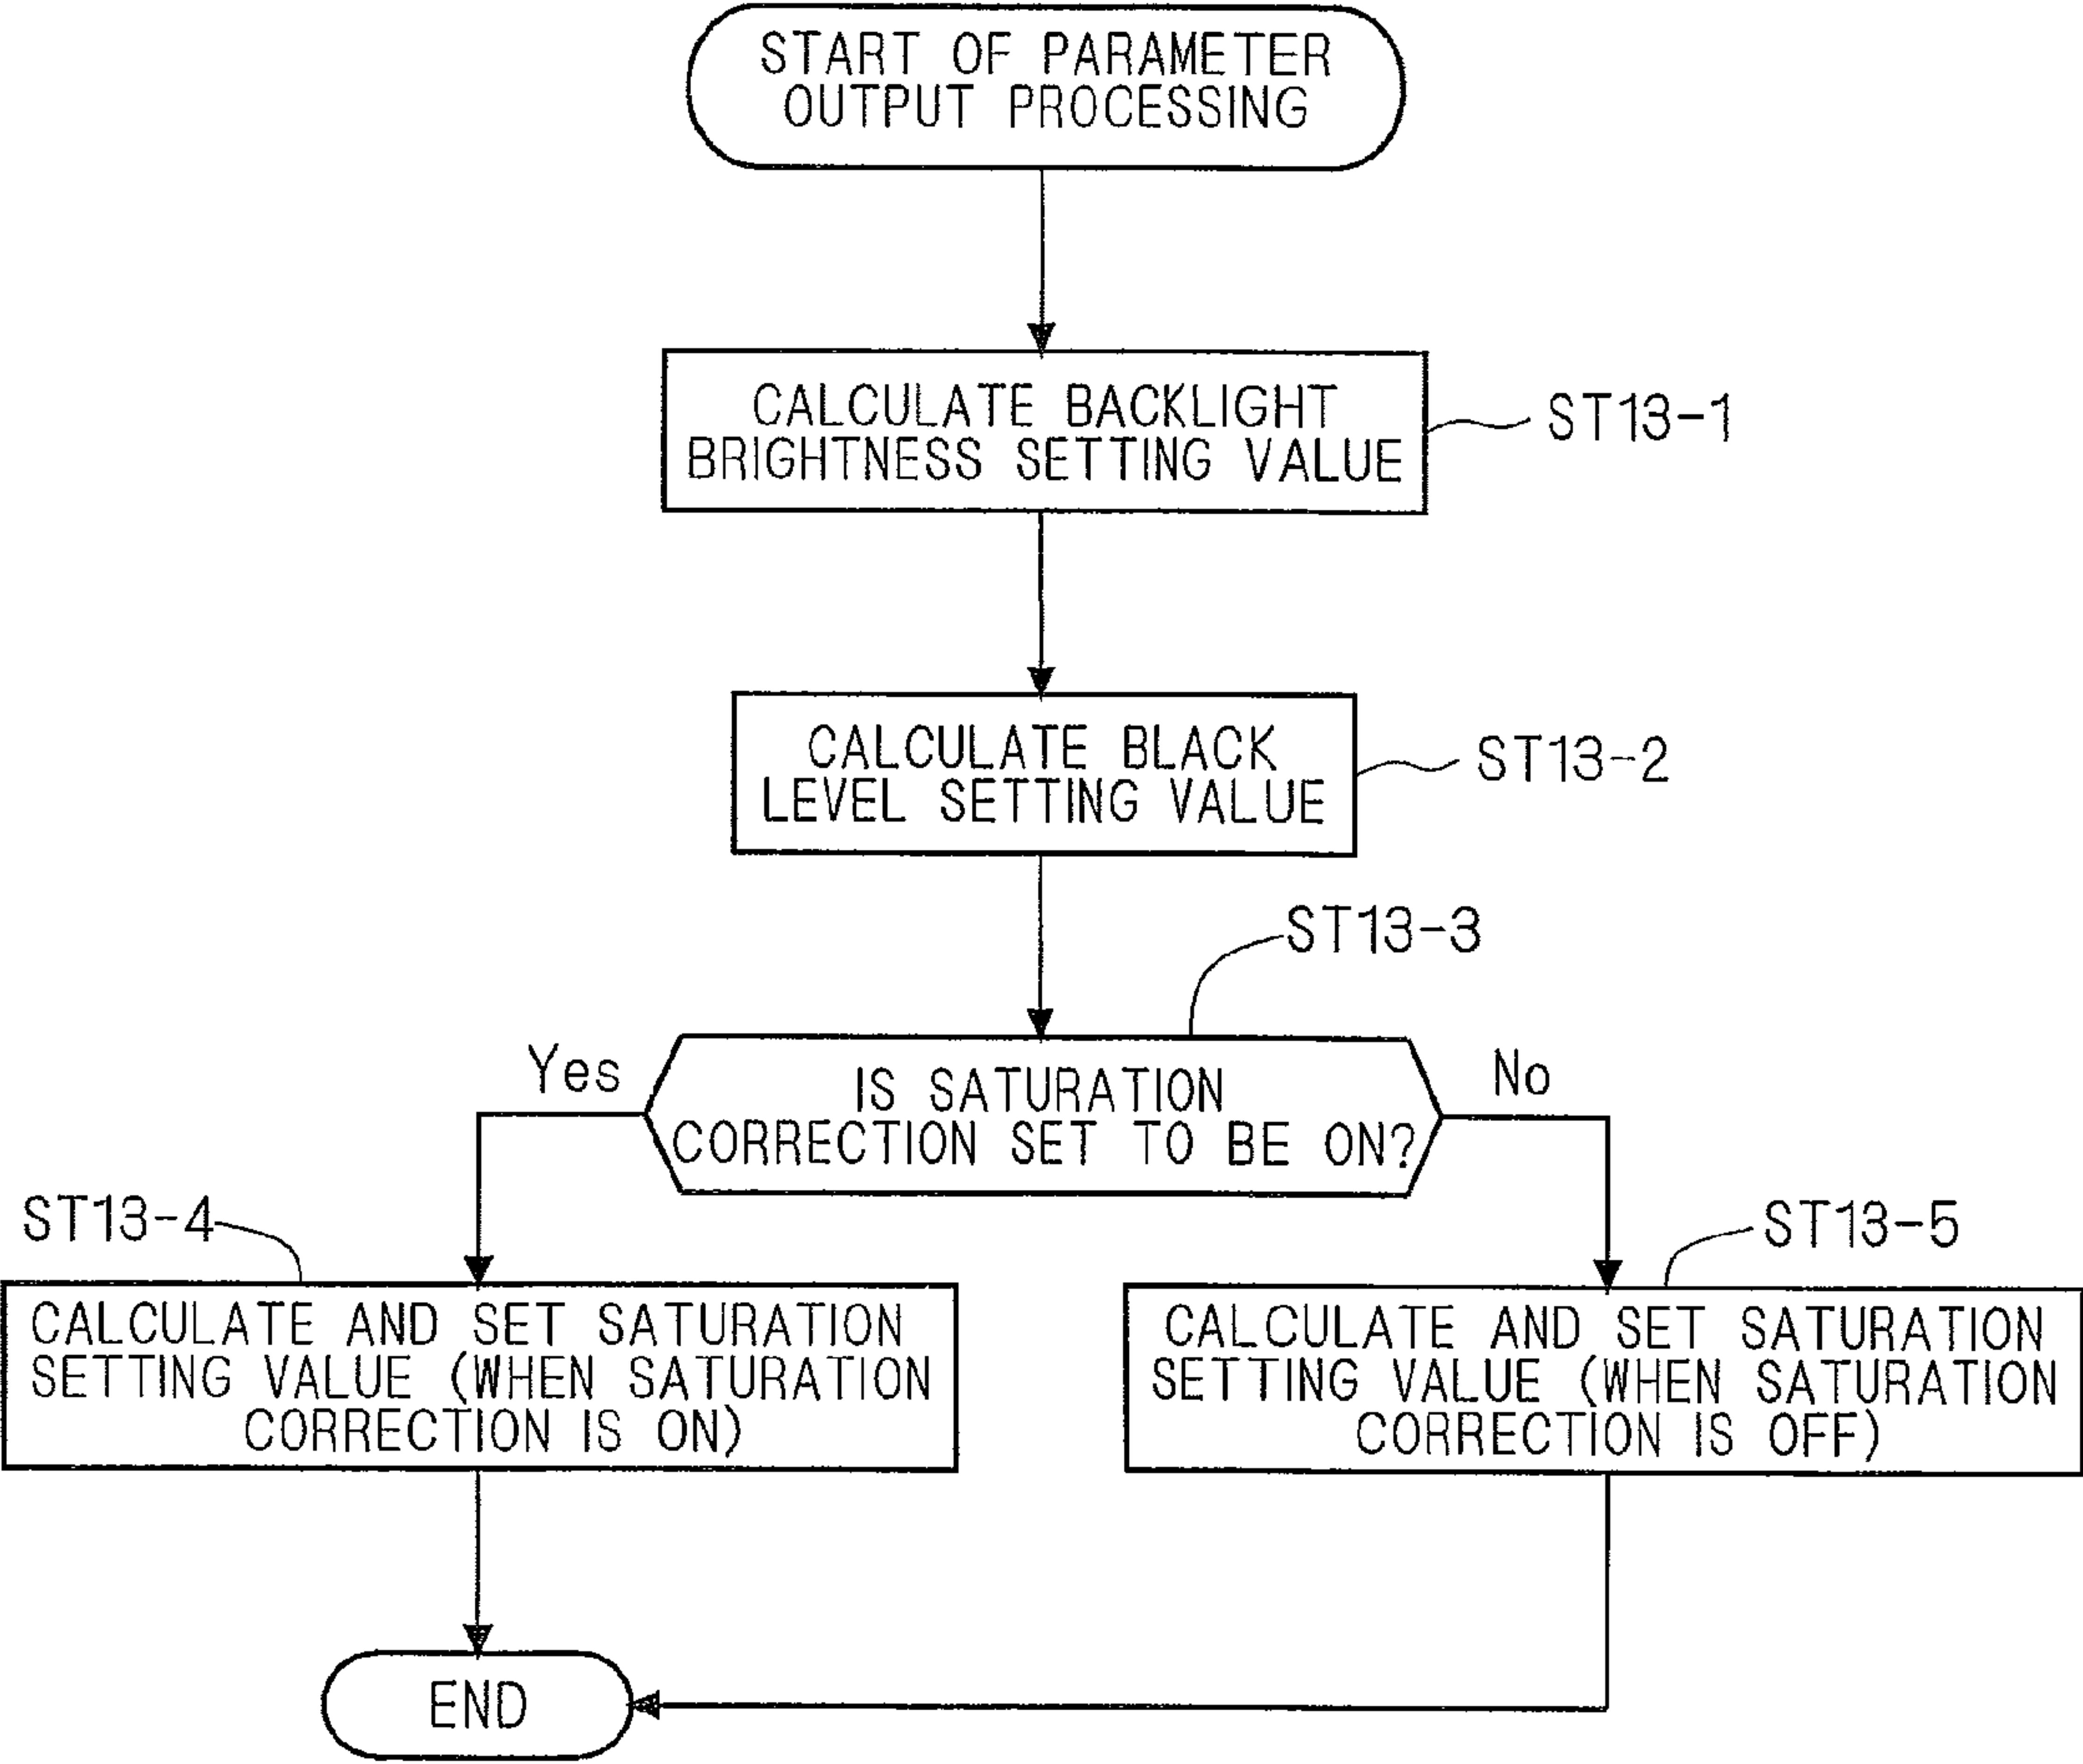 START OF PARAMETER
OUTPUT PROCESSING
CALCULATE BACKLIGHT
BRIGHTNESS SETTING VALUE
ST13-1
CALCULATE BLACK
LEVEL SETTING VALUE
ST13-2
ST13-3
Yes
IS SATURATION
CORRECTION SET TO BE ON?
No
ST13-4
CALCULATE AND SET SATURATION
SETTING VALUE (WHEN SATURATION
CORRECTION IS ON)
ST13-5
CALCULATE AND SET SATURATION
SETTING VALUE (WHEN SATURATION
CORRECTION IS OFF)
END